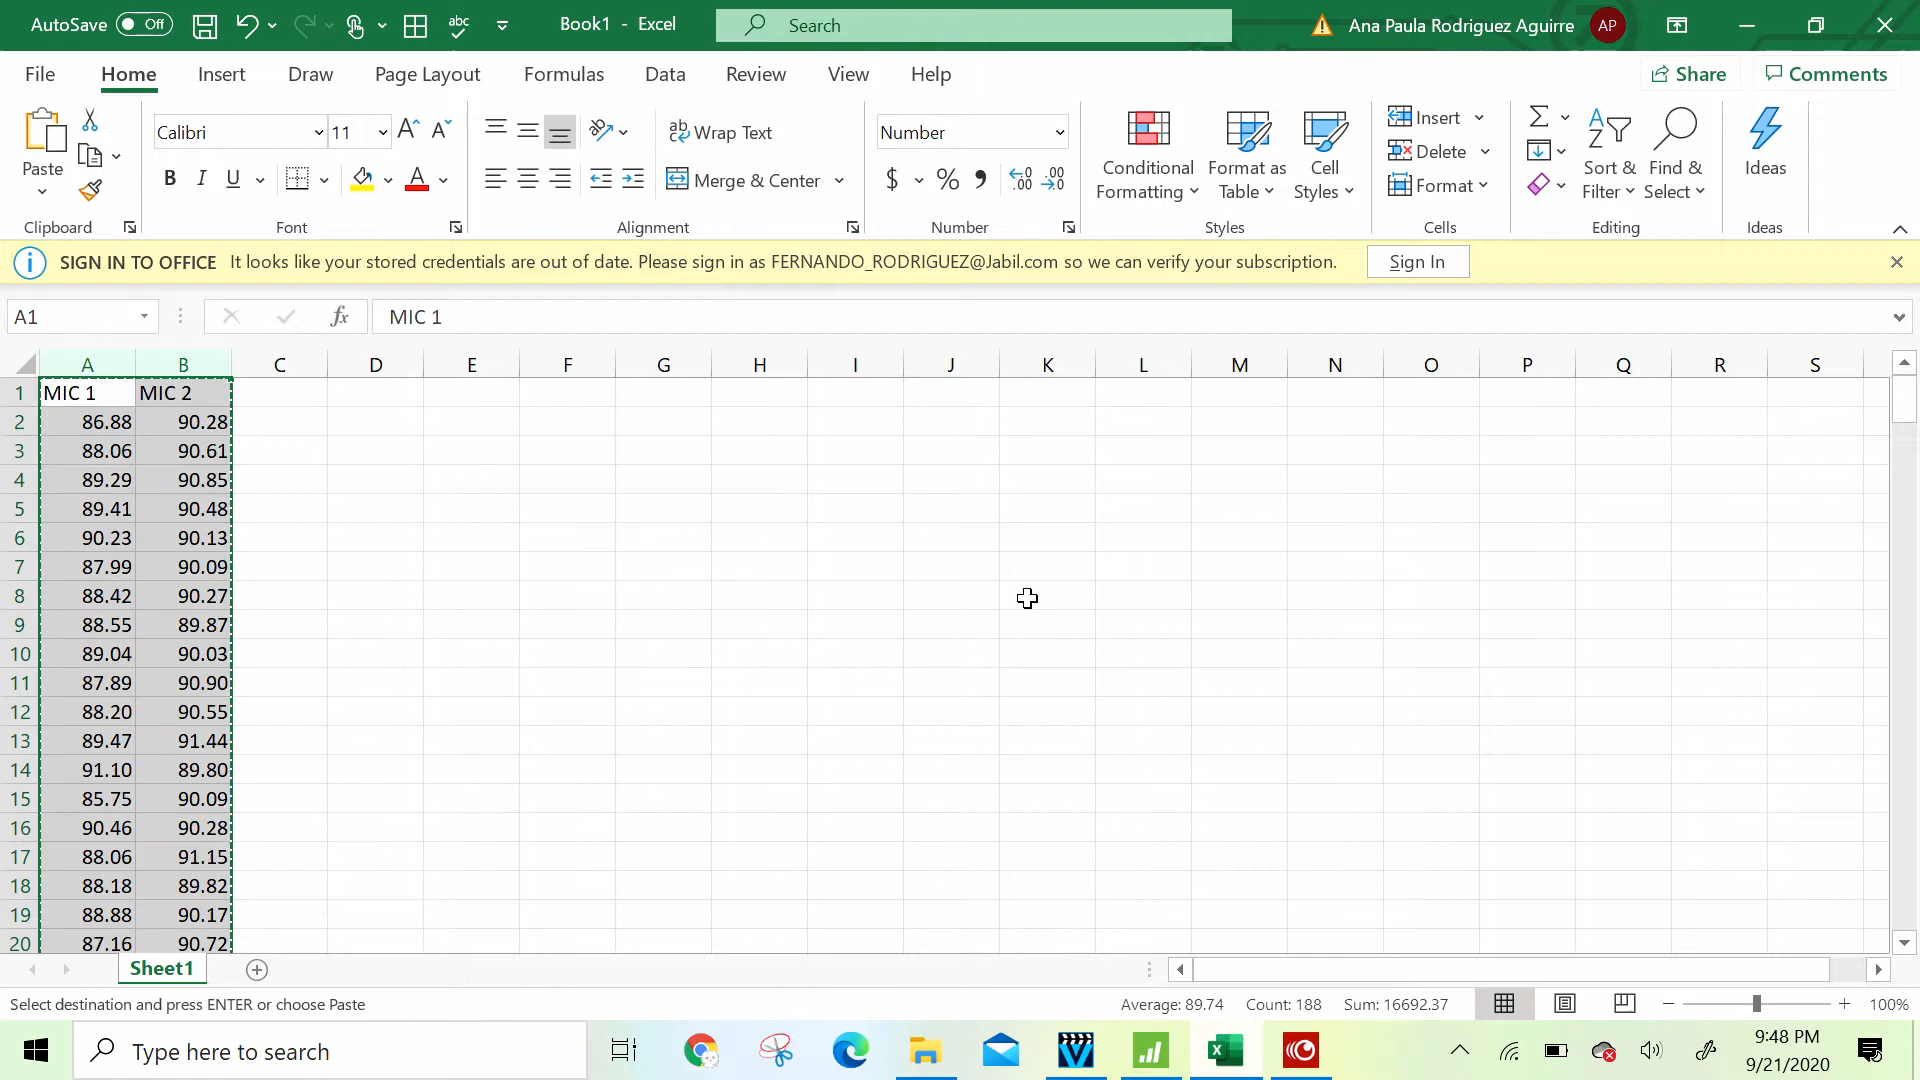 AutoSave Off Book1 - Excel Search Ana Paula Rodriguez Aguirre AP
File Home Insert Draw Page Layout Formulas Data Review View Help Share Comments
Paste
Clipboard
Calibri 11
B I U A
Font
ab Wrap Text
Merge & Center
Alignment
Number
$ % 9
Number
Conditional Formatting
Format as Table
Cell Styles
Styles
Insert
Delete
Format
Cells
Sort & Filter
Find & Select
Editing
Ideas
Ideas
SIGN IN TO OFFICE It looks like your stored credentials are out of date. Please sign in as FERNANDO_RODRIGUEZ@Jabil.com so we can verify your subscription. Sign In
A1 fx MIC 1
A B C D E F G H I J K L M N O P Q R S
1 MIC 1 MIC 2
2 86.88 90.28
3 88.06 90.61
4 89.29 90.85
5 89.41 90.48
6 90.23 90.13
7 87.99 90.09
8 88.42 90.27
9 88.55 89.87
10 89.04 90.03
11 87.89 90.90
12 88.20 90.55
13 89.47 91.44
14 91.10 89.80
15 85.75 90.09
16 90.46 90.28
17 88.06 91.15
18 88.18 89.82
19 88.88 90.17
20 87.16 90.72
Sheet1
Select destination and press ENTER or choose Paste Average: 89.74 Count: 188 Sum: 16692.37 100%
Type here to search
9:48 PM
9/21/2020